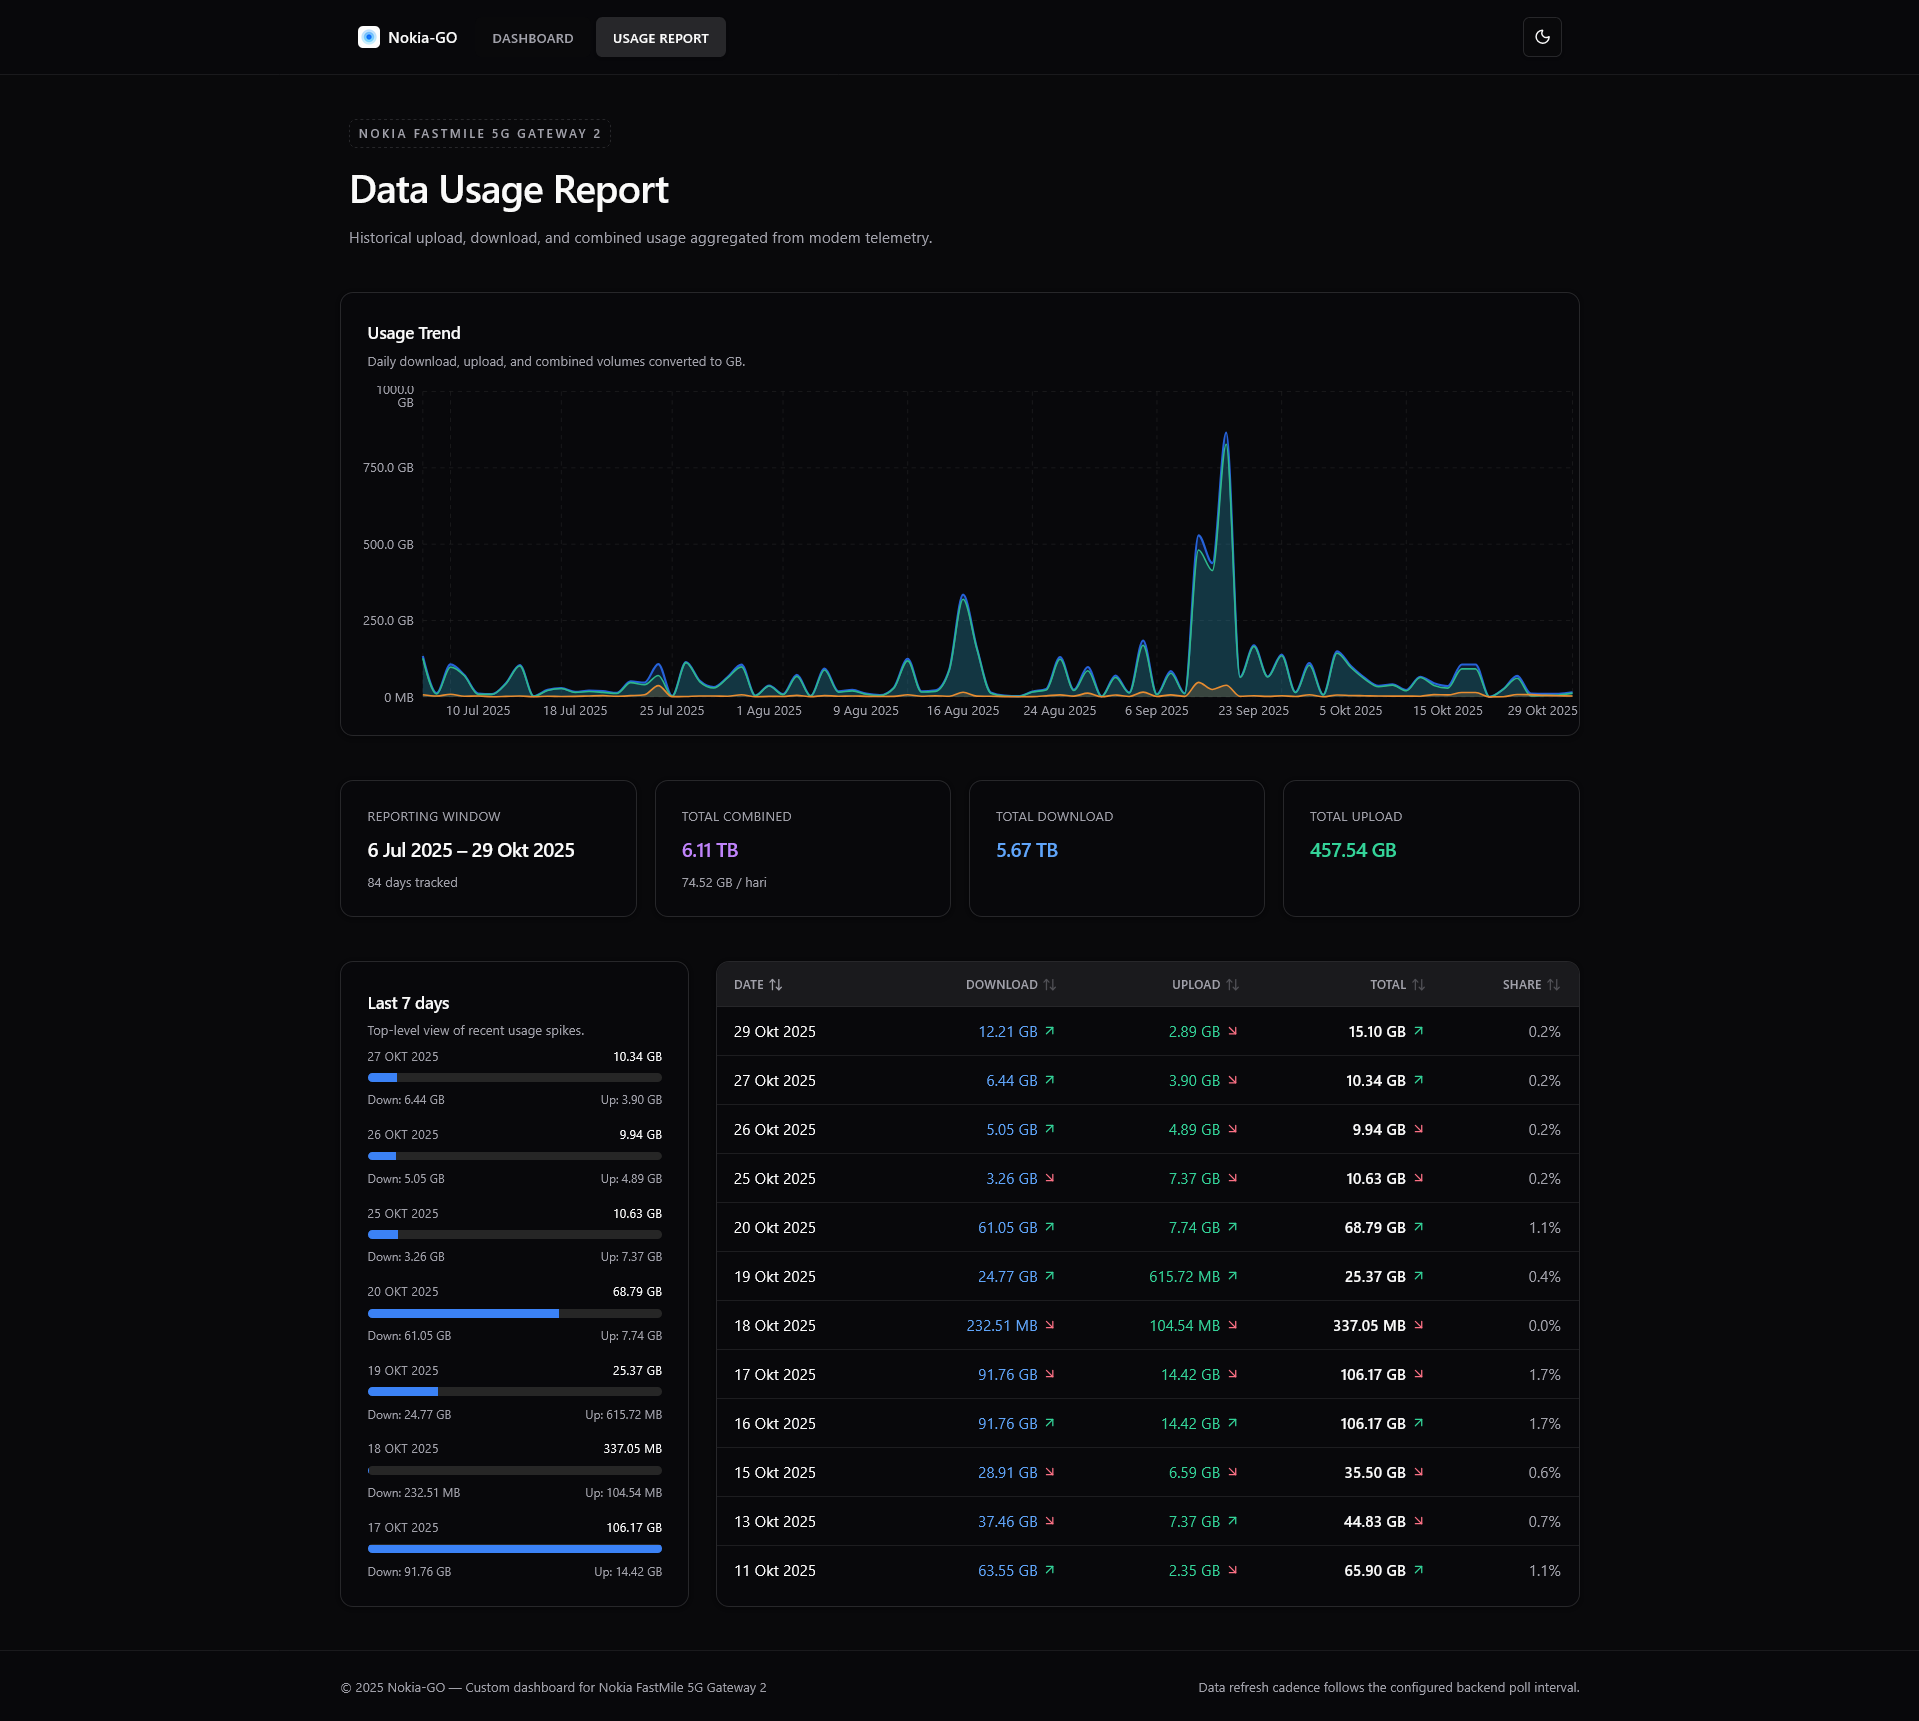 Nokia-GO DASHBOARD USAGE REPORT
NOKIA FASTMILE 5G GATEWAY 2
Data Usage Report
Historical upload, download, and combined usage aggregated from modem telemetry.
Usage Trend
Daily download, upload, and combined volumes converted to GB.
1000.0
GB
750.0 GB
500.0 GB
250.0 GB
0 MB
10 Jul 2025 18 Jul 2025 25 Jul 2025 1 Agu 2025 9 Agu 2025 16 Agu 2025 24 Agu 2025 6 Sep 2025 23 Sep 2025 5 Okt 2025 15 Okt 2025 29 Okt 2025
REPORTING WINDOW
6 Jul 2025 – 29 Okt 2025
84 days tracked
TOTAL COMBINED
6.11 TB
74.52 GB / hari
TOTAL DOWNLOAD
5.67 TB
TOTAL UPLOAD
457.54 GB
Last 7 days
Top-level view of recent usage spikes.
27 OKT 2025 10.34 GB
Down: 6.44 GB Up: 3.90 GB
26 OKT 2025 9.94 GB
Down: 5.05 GB Up: 4.89 GB
25 OKT 2025 10.63 GB
Down: 3.26 GB Up: 7.37 GB
20 OKT 2025 68.79 GB
Down: 61.05 GB Up: 7.74 GB
19 OKT 2025 25.37 GB
Down: 24.77 GB Up: 615.72 MB
18 OKT 2025 337.05 MB
Down: 232.51 MB Up: 104.54 MB
17 OKT 2025 106.17 GB
Down: 91.76 GB Up: 14.42 GB
DATE DOWNLOAD UPLOAD TOTAL SHARE
29 Okt 2025 12.21 GB 2.89 GB 15.10 GB 0.2%
27 Okt 2025 6.44 GB 3.90 GB 10.34 GB 0.2%
26 Okt 2025 5.05 GB 4.89 GB 9.94 GB 0.2%
25 Okt 2025 3.26 GB 7.37 GB 10.63 GB 0.2%
20 Okt 2025 61.05 GB 7.74 GB 68.79 GB 1.1%
19 Okt 2025 24.77 GB 615.72 MB 25.37 GB 0.4%
18 Okt 2025 232.51 MB 104.54 MB 337.05 MB 0.0%
17 Okt 2025 91.76 GB 14.42 GB 106.17 GB 1.7%
16 Okt 2025 91.76 GB 14.42 GB 106.17 GB 1.7%
15 Okt 2025 28.91 GB 6.59 GB 35.50 GB 0.6%
13 Okt 2025 37.46 GB 7.37 GB 44.83 GB 0.7%
11 Okt 2025 63.55 GB 2.35 GB 65.90 GB 1.1%
© 2025 Nokia-GO — Custom dashboard for Nokia FastMile 5G Gateway 2
Data refresh cadence follows the configured backend poll interval.